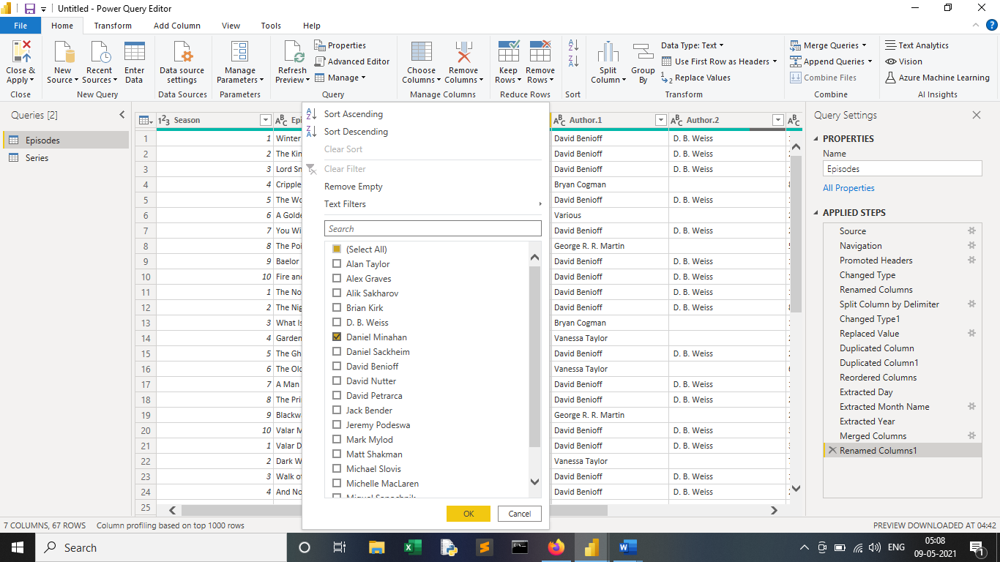 Untitled - Power Query Editor
File Home Transform Add Column View Tools Help
Close & Apply
New Source
Recent Sources
Enter Data
Data source settings
Manage Parameters
Refresh Preview
Properties
Advanced Editor
Manage
Choose Columns
Remove Columns
Keep Rows
Remove Rows
Split Column
Group By
Data Type: Text
Use First Row as Headers
Replace Values
Merge Queries
Append Queries
Combine Files
Text Analytics
Vision
Azure Machine Learning
Close New Query Data Sources Parameters Query Manage Columns Reduce Rows Sort Transform Combine AI Insights
Queries [2]
Episodes
Series
Season Author.1 Author.2
1 1 Winter David Benioff D. B. Weiss
2 2 The Kin David Benioff D. B. Weiss
3 3 Lord Sn David Benioff D. B. Weiss
4 4 Cripple Bryan Cogman
5 5 The Wo David Benioff D. B. Weiss
6 6 A Golde Various
7 7 You Wi David Benioff D. B. Weiss
8 8 The Poi George R. R. Martin
9 9 Baelor David Benioff D. B. Weiss
10 10 Fire and David Benioff D. B. Weiss
11 1 The No David Benioff D. B. Weiss
12 2 The Nig David Benioff D. B. Weiss
13 3 What Is Bryan Cogman
14 4 Garden Vanessa Taylor
15 5 The Gh David Benioff D. B. Weiss
16 6 The Old Vanessa Taylor
17 7 A Man David Benioff D. B. Weiss
18 8 The Pri David Benioff D. B. Weiss
19 9 Blackwa George R. R. Martin
20 10 Valar M David Benioff D. B. Weiss
21 1 Valar D David Benioff D. B. Weiss
22 2 Dark W Vanessa Taylor
23 3 Walk of David Benioff D. B. Weiss
24 4 And No David Benioff D. B. Weiss
25
Sort Ascending
Sort Descending
Clear Sort
Clear Filter
Remove Empty
Text Filters
Search
(Select All)
Alan Taylor
Alex Graves
Alik Sakharov
Brian Kirk
D. B. Weiss
Daniel Minahan
Daniel Sackheim
David Benioff
David Nutter
David Petrarca
Jack Bender
Jeremy Podeswa
Mark Mylod
Matt Shakman
Michael Slovis
Michelle MacLaren
OK Cancel
Query Settings
PROPERTIES
Name
Episodes
All Properties
APPLIED STEPS
Source
Navigation
Promoted Headers
Changed Type
Renamed Columns
Split Column by Delimiter
Changed Type1
Replaced Value
Duplicated Column
Duplicated Column1
Reordered Columns
Extracted Day
Extracted Month Name
Extracted Year
Merged Columns
Renamed Columns1
7 COLUMNS, 67 ROWS Column profiling based on top 1000 rows PREVIEW DOWNLOADED AT 04:42
Search
ENG
05:08
09-05-2021
1